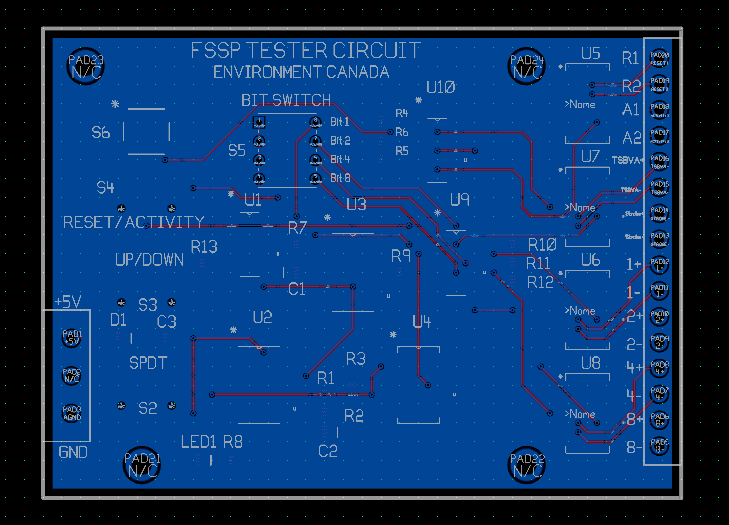 FSSP TESTER CIRCUIT
ENVIRONMENT CANADA
PAD23
N/C
PAD24
N/C
U5
R1
R2
>Name
A1
A2
BIT SWITCH
U10
R4
R6
R5
Bit 1
Bit 2
Bit 4
Bit 8
S6
S5
S4
U1
U3
U9
U7
>Name
TSBVA+
TSBVA-
RESET/ACTIVITY
R7
R13
R9
R10
R11
R12
UP/DOWN
C1
U6
>Name
1+
1-
2+
2-
+5V
S3
D1
C3
PAD1
+5V
PAD2
N/C
PAD3
AGND
GND
SPDT
U2
U4
R3
R1
R2
S2
U8
>Name
4+
4-
8+
8-
LED1
R8
C2
PAD21
N/C
PAD22
N/C